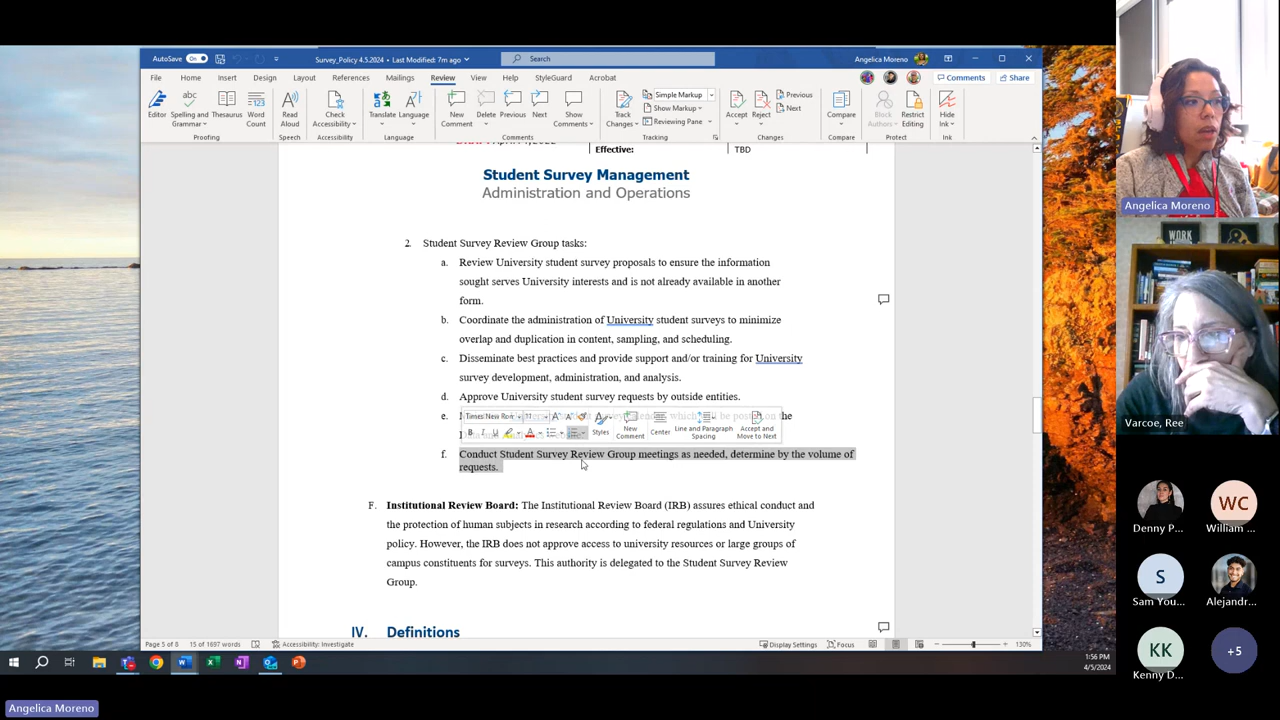 AutoSave On
Survey_Policy 4.5.2024 • Last Modified: 7m ago
Search
Angelica Moreno
File Home Insert Design Layout References Mailings Review View Help StyleGuard Acrobat
Comments Share
Editor
Spelling and Grammar
Thesaurus
Word Count
Read Aloud
Check Accessibility
Translate
Language
New Comment
Delete
Previous
Next
Show Comments
Track Changes
Simple Markup
Show Markup
Reviewing Pane
Accept
Reject
Previous
Next
Compare
Block Authors
Restrict Editing
Hide Ink
Proofing Speech Accessibility Language Comments Tracking Changes Compare Protect Ink
Effective: TBD
Student Survey Management
Administration and Operations
2. Student Survey Review Group tasks:
a. Review University student survey proposals to ensure the information
sought serves University interests and is not already available in another
form.
b. Coordinate the administration of University student surveys to minimize
overlap and duplication in content, sampling, and scheduling.
c. Disseminate best practices and provide support and/or training for University
survey development, administration, and analysis.
d. Approve University student survey requests by outside entities.
e.
Times New Ron
Styles
New Comment
Center
Line and Paragraph Spacing
Accept and Move to Next
f. Conduct Student Survey Review Group meetings as needed, determine by the volume of
requests.
F. Institutional Review Board: The Institutional Review Board (IRB) assures ethical conduct and
the protection of human subjects in research according to federal regulations and University
policy. However, the IRB does not approve access to university resources or large groups of
campus constituents for surveys. This authority is delegated to the Student Survey Review
Group.
IV. Definitions
Page 5 of 8 15 of 1697 words Accessibility: Investigate
Display Settings Focus 130%
1:56 PM
4/5/2024
Angelica Moreno
WORK
Varcoe, Ree
Denny P...
WC
William ...
S
Sam You...
Alejandr...
KK
Kenny D...
+5
Angelica Moreno